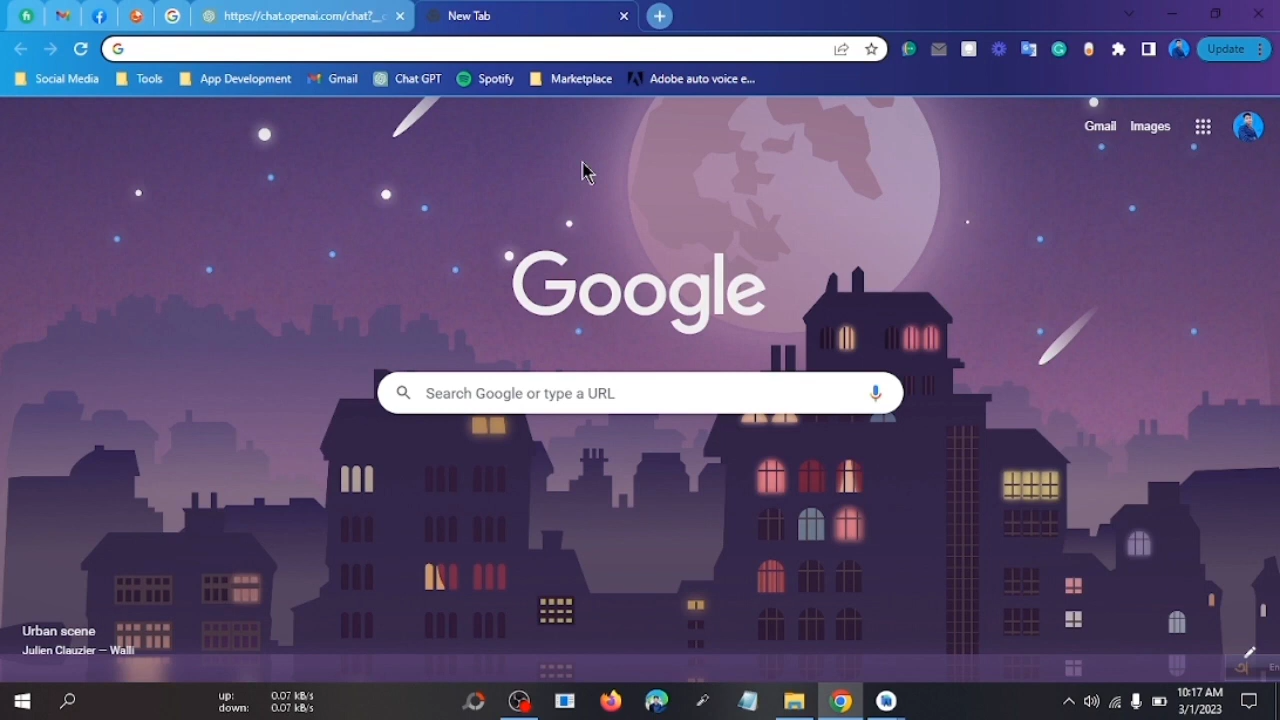 https://chat.openai.com/chat?__c
New Tab
Update
Social Media
Tools
App Development
Gmail
Chat GPT
Spotify
Marketplace
Adobe auto voice e...
Gmail
Images
Google
Search Google or type a URL
Urban scene
Julien Clauzier — Walli
up: 0.07 kB/s
down: 0.07 kB/s
10:17 AM
3/1/2023